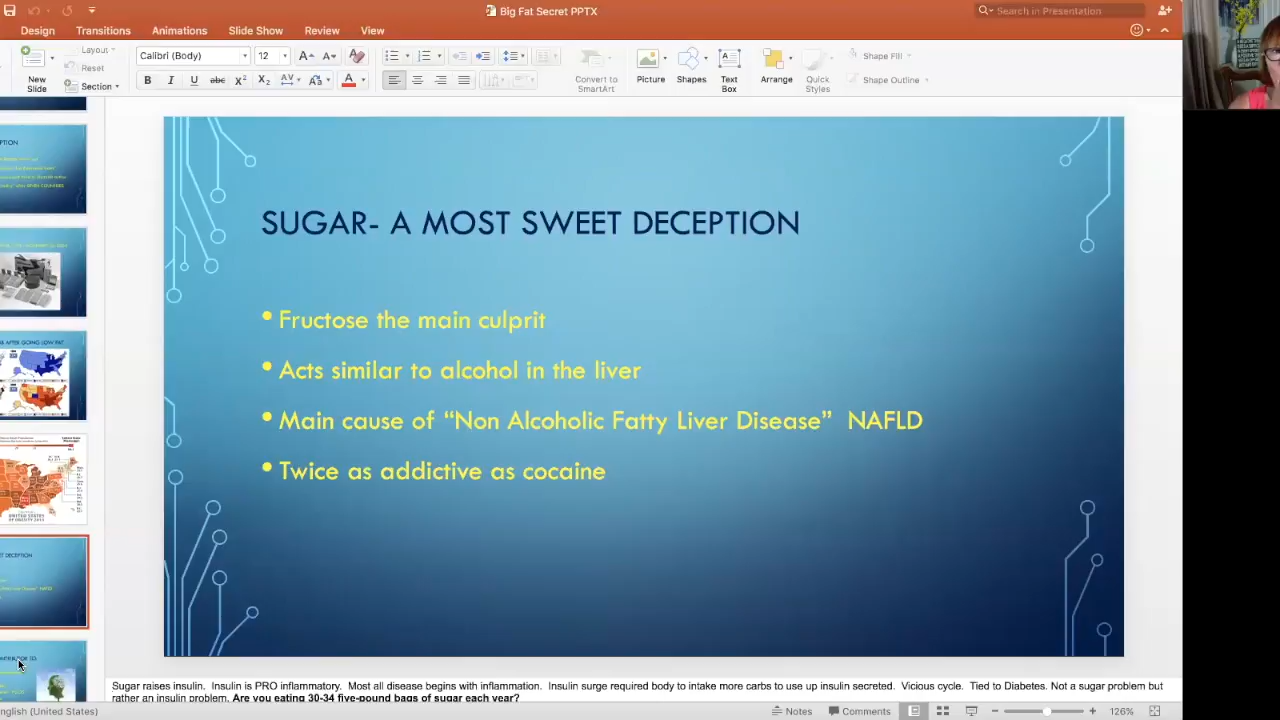 Big Fat Secret PPTX
Search in Presentation
Design Transitions Animations Slide Show Review View
New Slide
Layout
Reset
Section
Calibri (Body) 12
B I U abc X² X₂ AV A
Convert to SmartArt
Picture
Shapes
Text Box
Arrange
Quick Styles
Shape Fill
Shape Outline
SUGAR- A MOST SWEET DECEPTION
• Fructose the main culprit
• Acts similar to alcohol in the liver
• Main cause of “Non Alcoholic Fatty Liver Disease” NAFLD
• Twice as addictive as cocaine
Sugar raises insulin. Insulin is PRO inflammatory. Most all disease begins with inflammation. Insulin surge required body to intake more carbs to use up insulin secreted. Vicious cycle. Tied to Diabetes. Not a sugar problem but
rather an insulin problem. Are you eating 30-34 five-pound bags of sugar each year?
nglish (United States)
Notes Comments 126%